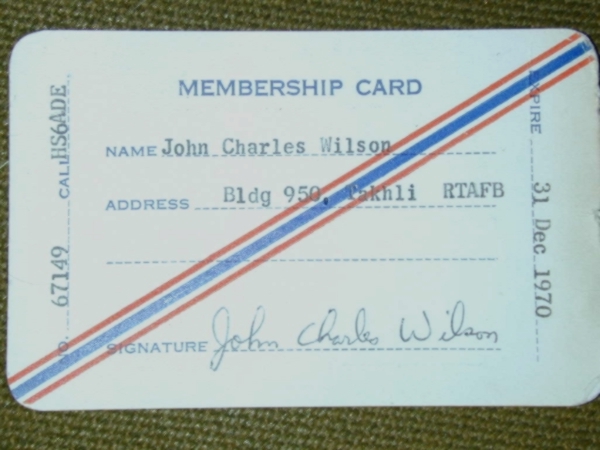 MEMBERSHIP CARD
NAME John Charles Wilson
ADDRESS Bldg 950, Takhli RTAFB
SIGNATURE John Charles Wilson
NO. 67149 CALL HS6ADE
EXPIRE 31 Dec 1970